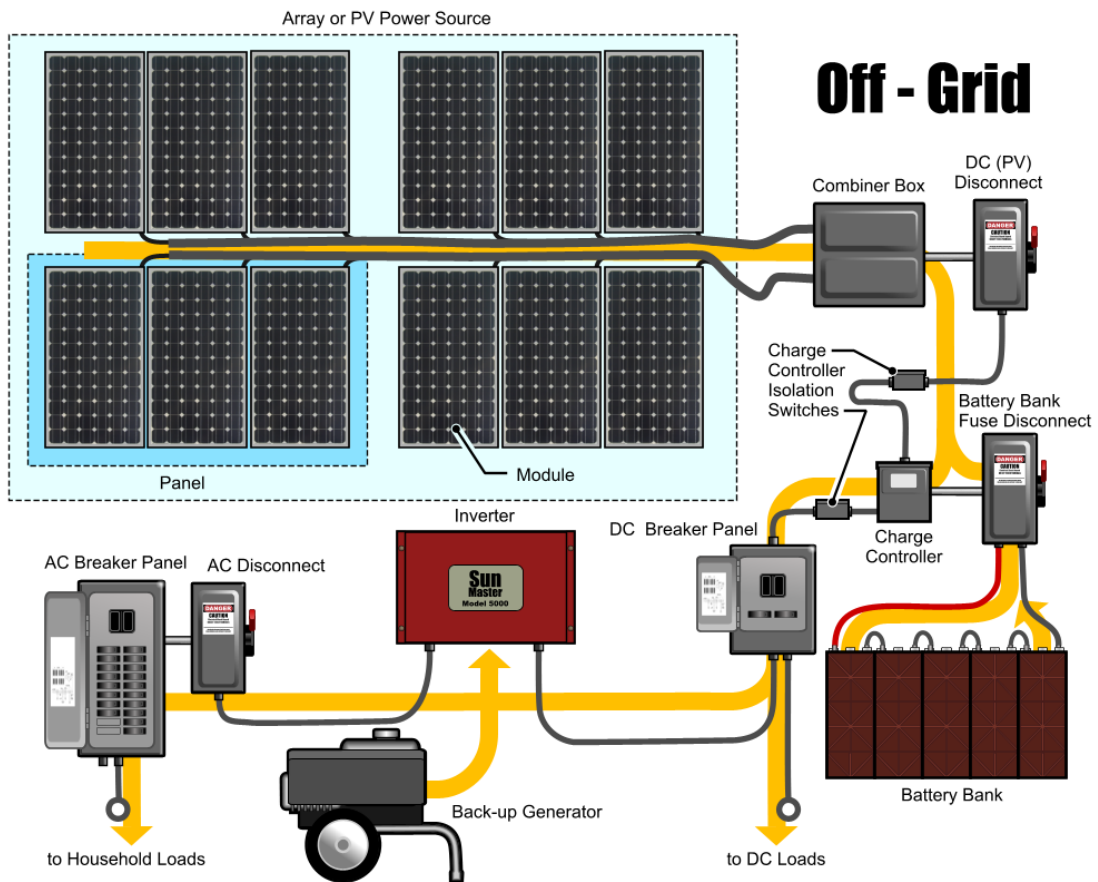 Array or PV Power Source
Off - Grid
DC (PV)
Disconnect
Combiner Box
DANGER
CAUTION
Charge
Controller
Isolation
Switches
Battery Bank
Fuse Disconnect
DANGER
CAUTION
Module
Panel
Inverter
DC Breaker Panel
Charge
Controller
AC Breaker Panel
AC Disconnect
DANGER
CAUTION
Sun
Master
Model 5000
Battery Bank
Back-up Generator
to Household Loads
to DC Loads